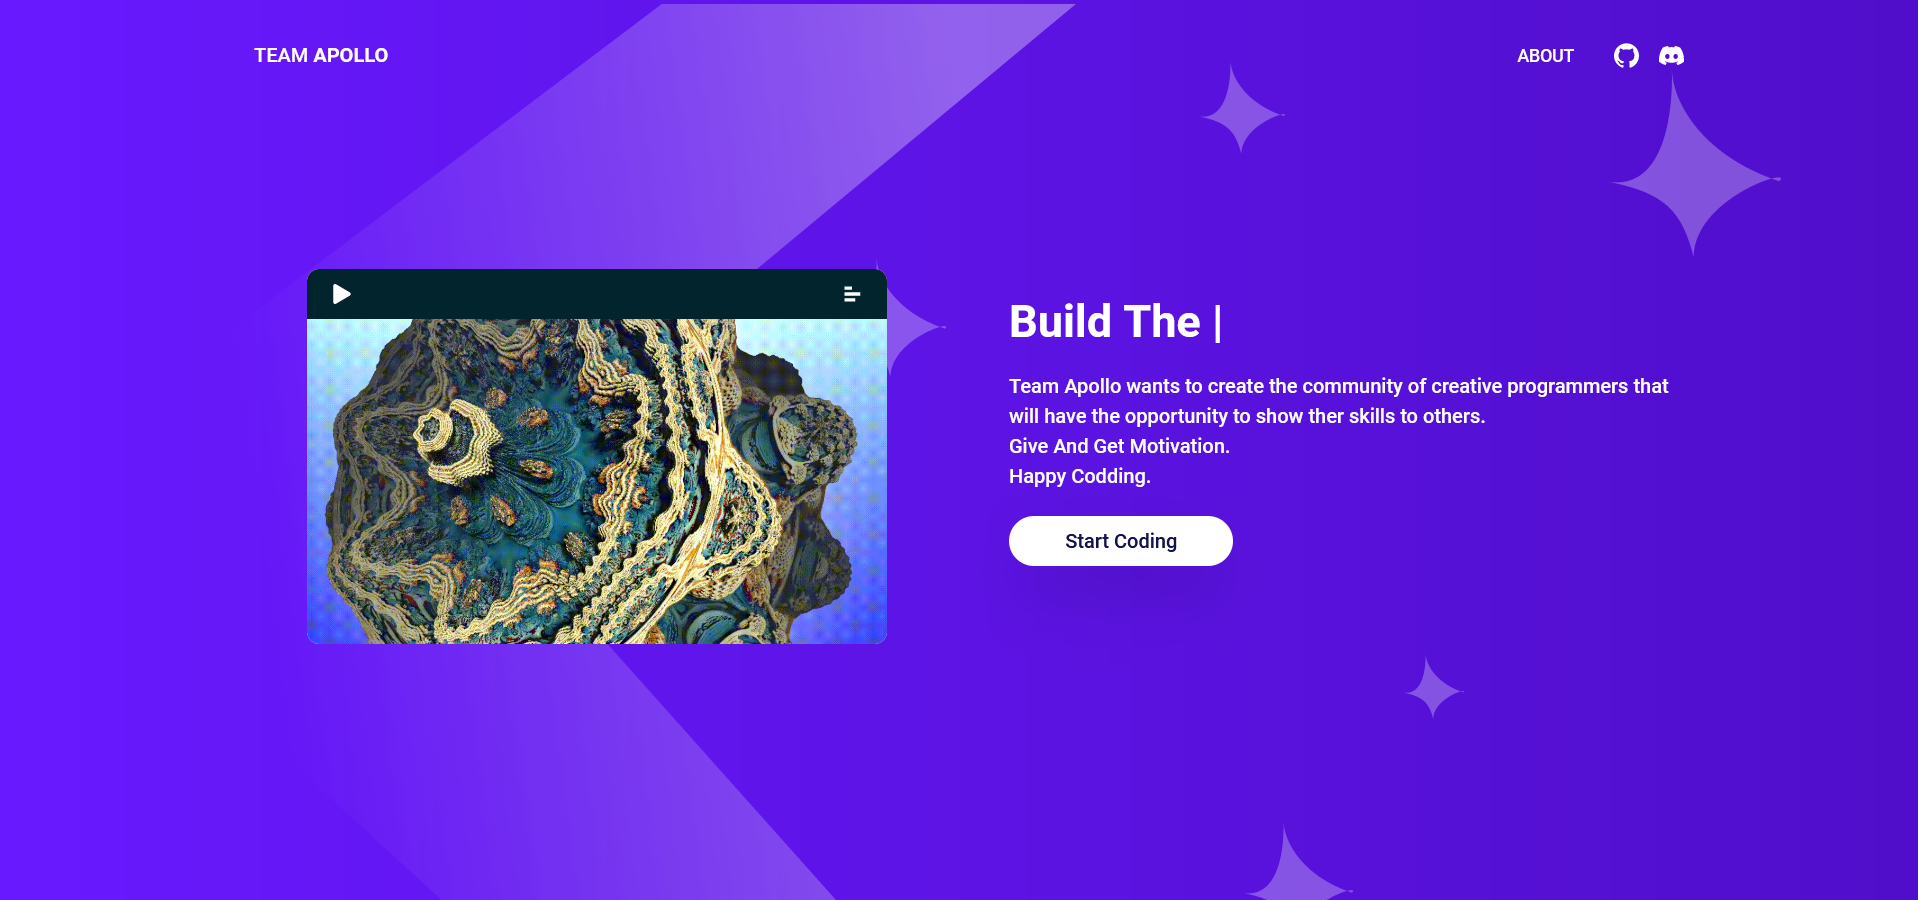 TEAM APOLLO
ABOUT
Build The |
Team Apollo wants to create the community of creative programmers that
will have the opportunity to show ther skills to others.
Give And Get Motivation.
Happy Codding.
Start Coding